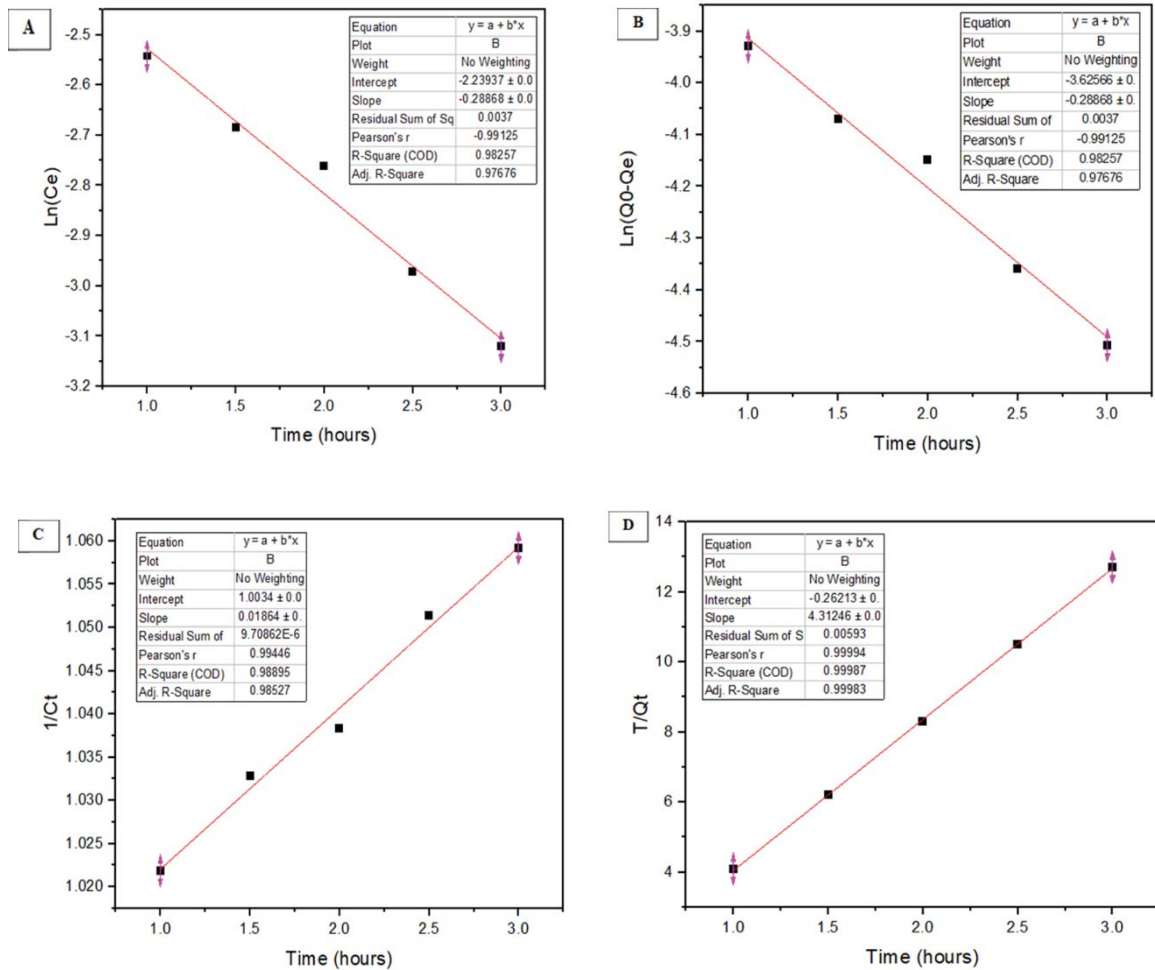 A
Equation y = a + b*x
Plot B
Weight No Weighting
Intercept -2.23937 ± 0.0
Slope -0.28868 ± 0.0
Residual Sum of Sq 0.0037
Pearson's r -0.99125
R-Square (COD) 0.98257
Adj. R-Square 0.97676
-2.5
-2.6
-2.7
-2.8
-2.9
-3.0
-3.1
-3.2
Ln(Ce)
1.0 1.5 2.0 2.5 3.0
Time (hours)
B
Equation y = a + b*x
Plot B
Weight No Weighting
Intercept -3.62566 ± 0.
Slope -0.28868 ± 0.
Residual Sum of 0.0037
Pearson's r -0.99125
R-Square (COD) 0.98257
Adj. R-Square 0.97676
-3.9
-4.0
-4.1
-4.2
-4.3
-4.4
-4.5
-4.6
Ln(Q0-Qe)
1.0 1.5 2.0 2.5 3.0
Time (hours)
C
Equation y = a + b*x
Plot B
Weight No Weighting
Intercept 1.0034 ± 0.0
Slope 0.01864 ± 0.
Residual Sum of 9.70862E-6
Pearson's r 0.99446
R-Square (COD) 0.98895
Adj. R-Square 0.98527
1.060
1.055
1.050
1.045
1.040
1.035
1.030
1.025
1.020
1/Ct
1.0 1.5 2.0 2.5 3.0
Time (hours)
D
Equation y = a + b*x
Plot B
Weight No Weighting
Intercept -0.26213 ± 0.
Slope 4.31246 ± 0.0
Residual Sum of S 0.00593
Pearson's r 0.99994
R-Square (COD) 0.99987
Adj. R-Square 0.99983
14
12
10
8
6
4
T/Qt
1.0 1.5 2.0 2.5 3.0
Time (hours)